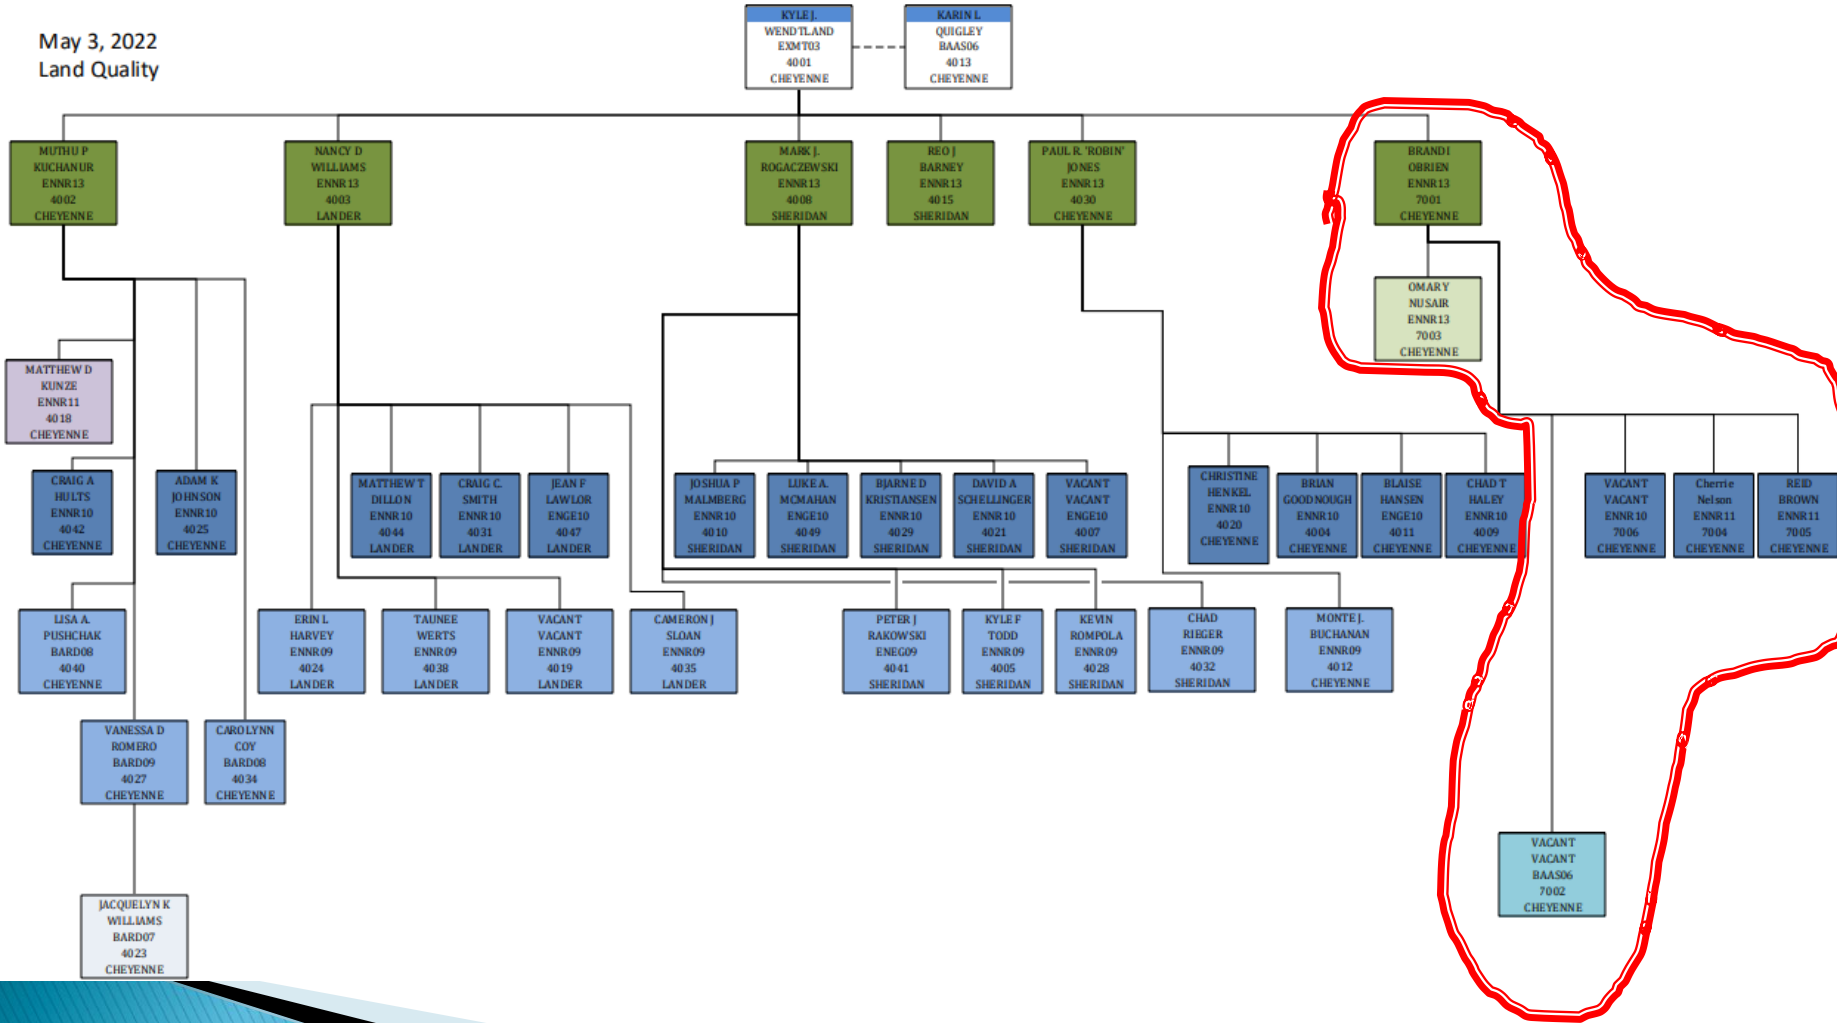 May 3, 2022
Land Quality
KYLE J.
WENDTLAND
EXMT03
4001
CHEYENNE
KARIN L
QUIGLEY
BAAS06
4013
CHEYENNE
MUTHU P
KUCHANUR
ENNR13
4002
CHEYENNE
NANCY D
WILLIAMS
ENNR13
4003
LANDER
MARK J.
ROGACZEWSKI
ENNR13
4008
SHERIDAN
REO J
BARNEY
ENNR13
4015
SHERIDAN
PAUL R. 'ROBIN'
JONES
ENNR13
4030
CHEYENNE
BRANDI
OBRIEN
ENNR13
7001
CHEYENNE
OMAR Y
NUSAIR
ENNR13
7003
CHEYENNE
MATTHEW D
KUNZE
ENNR11
4018
CHEYENNE
CRAIG A
HULTS
ENNR10
4042
CHEYENNE
ADAM K
JOHNSON
ENNR10
4025
CHEYENNE
MATTHEW T
DILLON
ENNR10
4044
LANDER
CRAIG C.
SMITH
ENNR10
4031
LANDER
JEAN F
LAWLOR
ENGE10
4047
LANDER
JOSHUA P
MALMBERG
ENNR10
4010
SHERIDAN
LUKE A.
MCMAHAN
ENGE10
4049
SHERIDAN
BJARNE D
KRISTIANSEN
ENNR10
4029
SHERIDAN
DAVID A
SCHELLINGER
ENNR10
4021
SHERIDAN
VACANT
VACANT
ENGE10
4007
SHERIDAN
CHRISTINE
HENKEL
ENNR10
4020
CHEYENNE
BRIAN
GOODNOUGH
ENNR10
4004
CHEYENNE
BLAISE
HANSEN
ENGE10
4011
CHEYENNE
CHAD T
HALEY
ENNR10
4009
CHEYENNE
VACANT
VACANT
ENNR10
7006
CHEYENNE
Cherrie
Nelson
ENNR11
7004
CHEYENNE
REID
BROWN
ENNR11
7005
CHEYENNE
LISA A.
PUSHCHAK
BARD08
4040
CHEYENNE
ERIN L
HARVEY
ENNR09
4024
LANDER
TAUNEE
WERTS
ENNR09
4038
LANDER
VACANT
VACANT
ENNR09
4019
LANDER
CAMERON J
SLOAN
ENNR09
4035
LANDER
PETER J
RAKOWSKI
ENEG09
4041
SHERIDAN
KYLE F
TODD
ENNR09
4005
SHERIDAN
KEVIN
ROMPOLA
ENNR09
4028
SHERIDAN
CHAD
RIEGER
ENNR09
4032
SHERIDAN
MONTE J.
BUCHANAN
ENNR09
4012
CHEYENNE
VANESSA D
ROMERO
BARD09
4027
CHEYENNE
CAROLYNN
COY
BARD08
4034
CHEYENNE
VACANT
VACANT
BAAS06
7002
CHEYENNE
JACQUELYN K
WILLIAMS
BARD07
4023
CHEYENNE